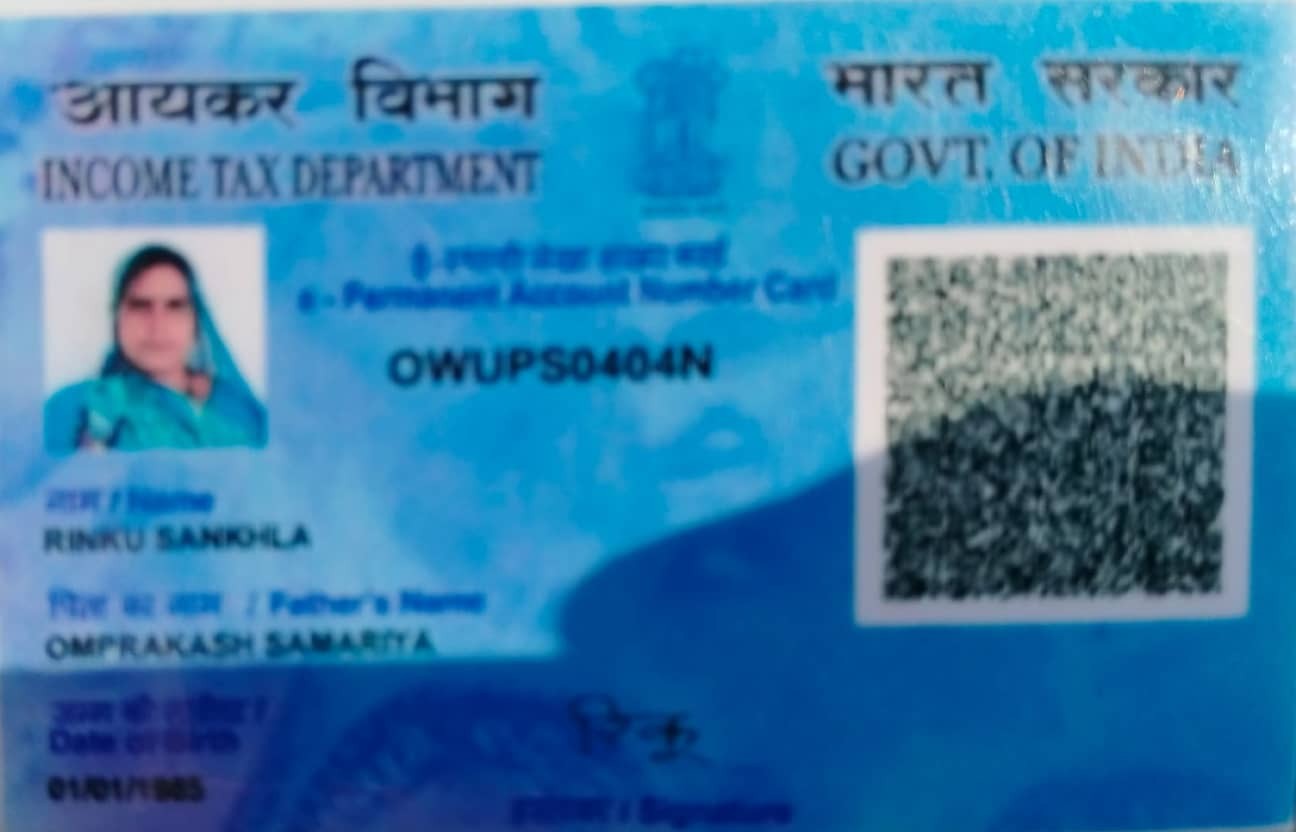 आयकर विभाग
INCOME TAX DEPARTMENT
भारत सरकार
GOVT. OF INDIA
ई-स्थायी लेखा संख्या कार्ड
e - Permanent Account Number Card
OWUPS0404N
नाम / Name
RINKU SANKHLA
पिता का नाम / Father's Name
OMPRAKASH SAMARIYA
जन्म की तारीख /
Date of Birth
01/01/1985
रिंकू
हस्ताक्षर / Signature